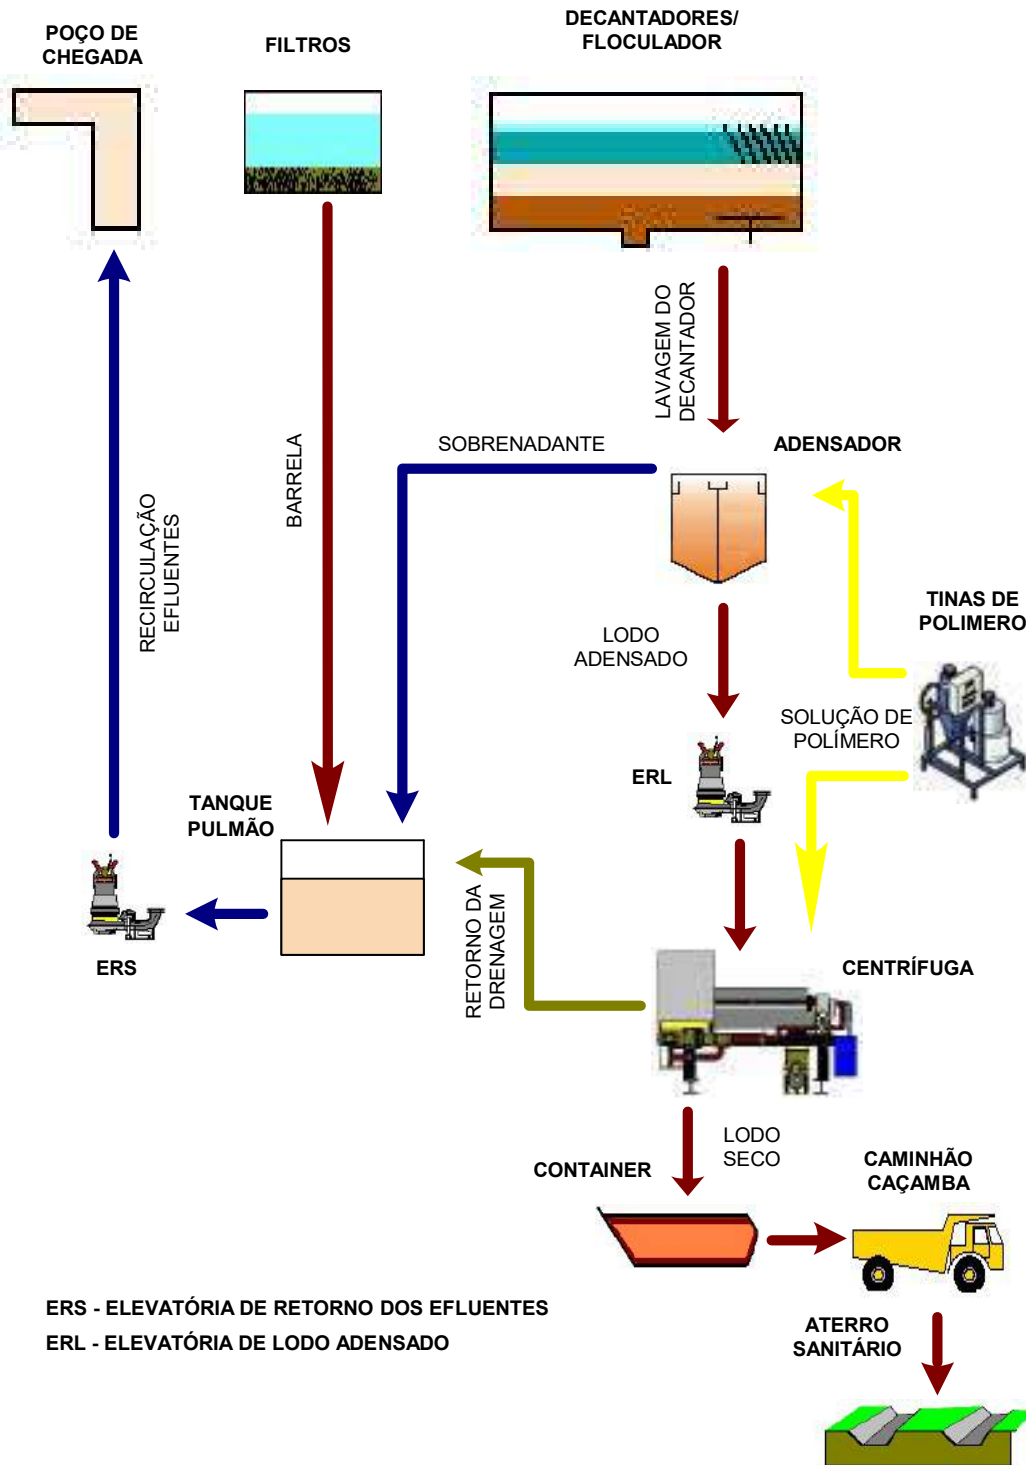 POÇO DE
CHEGADA
FILTROS
DECANTADORES/
FLOCULADOR
LAVAGEM DO
DECANTADOR
SOBRENADANTE
ADENSADOR
BARRELA
RECIRCULAÇÃO
EFLUENTES
TINAS DE
POLIMERO
LODO
ADENSADO
SOLUÇÃO DE
POLÍMERO
ERL
TANQUE
PULMÃO
RETORNO DA
DRENAGEM
ERS
CENTRÍFUGA
LODO
SECO
CONTAINER
CAMINHÃO
CAÇAMBA
ERS - ELEVATÓRIA DE RETORNO DOS EFLUENTES
ERL - ELEVATÓRIA DE LODO ADENSADO
ATERRO
SANITÁRIO